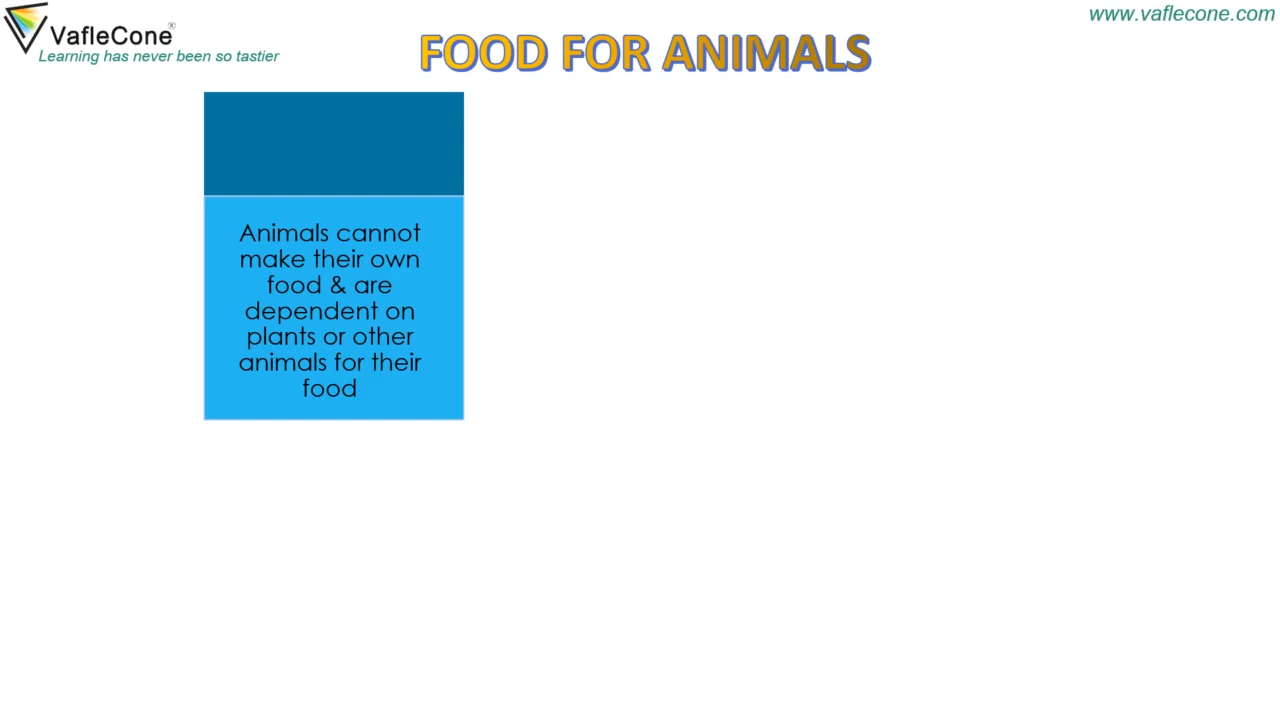 VafleCone®
Learning has never been so tastier
www.vaflecone.com
FOOD FOR ANIMALS
Animals cannot
make their own
food & are
dependent on
plants or other
animals for their
food